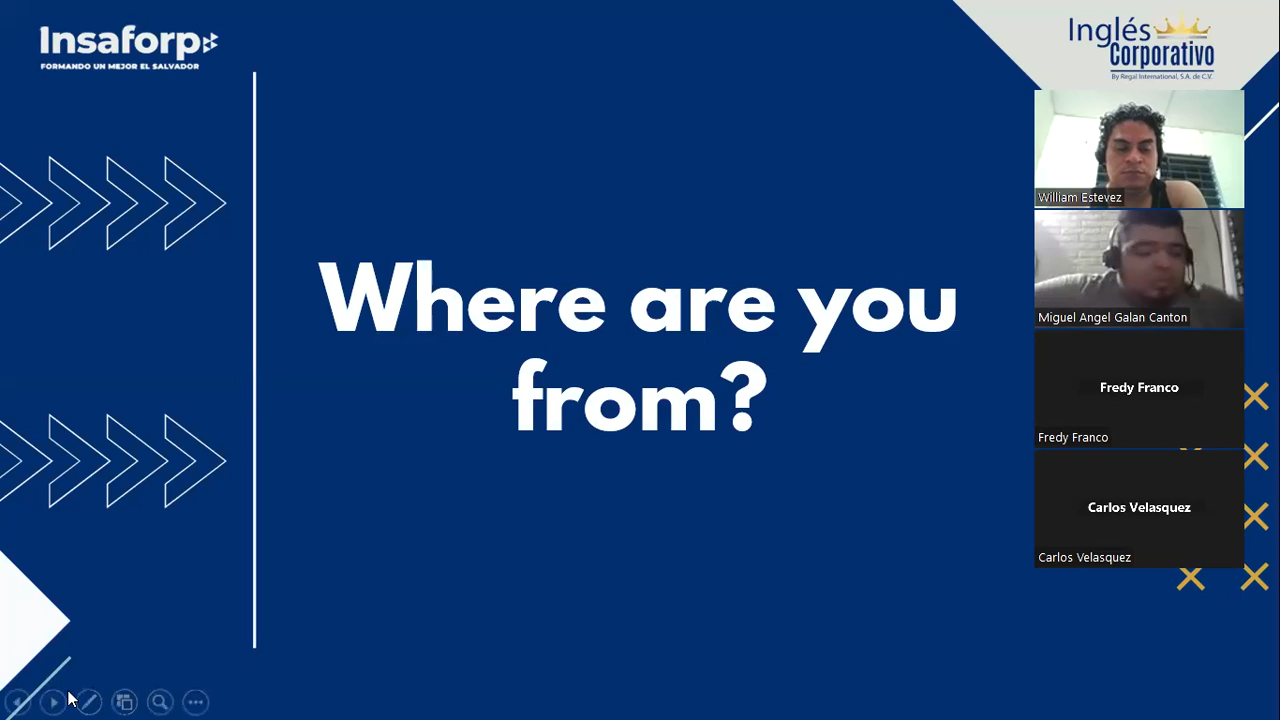 Insaforp
FORMANDO UN MEJOR EL SALVADOR
Inglés
Corporativo
By Regal International, S.A. de C.V.
Where are you
from?
William Estevez
Miguel Angel Galan Canton
Fredy Franco
Fredy Franco
Carlos Velasquez
Carlos Velasquez